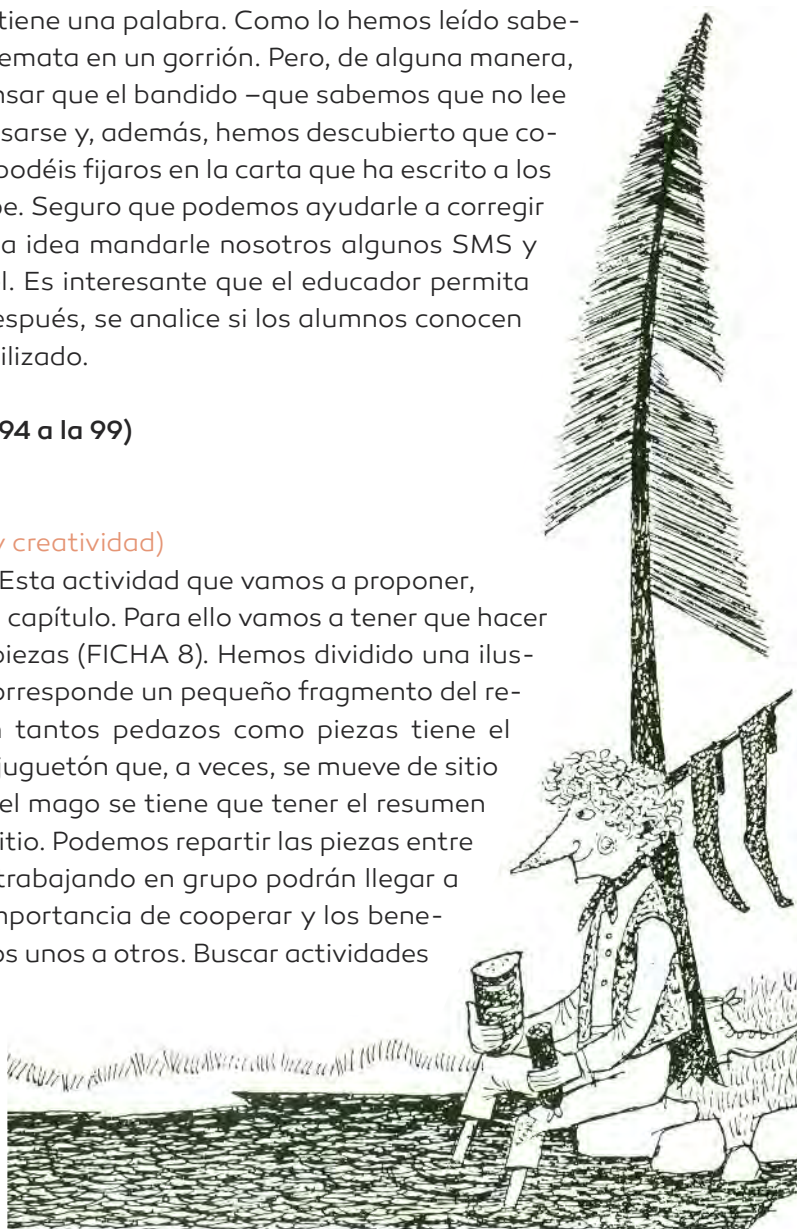 tiene una palabra. Como lo hemos leído sabe-
emata en un gorrión. Pero, de alguna manera,
nsar que el bandido –que sabemos que no lee
sarse y, además, hemos descubierto que co-
podéis fijaros en la carta que ha escrito a los
be. Seguro que podemos ayudarle a corregir
a idea mandarle nosotros algunos SMS y
l. Es interesante que el educador permita
espués, se analice si los alumnos conocen
ilizado.
94 a la 99)
y creatividad)
Esta actividad que vamos a proponer,
capítulo. Para ello vamos a tener que hacer
piezas (FICHA 8). Hemos dividido una ilus-
orresponde un pequeño fragmento del re-
n tantos pedazos como piezas tiene el
juguetón que, a veces, se mueve de sitio
el mago se tiene que tener el resumen
itio. Podemos repartir las piezas entre
trabajando en grupo podrán llegar a
mportancia de cooperar y los bene-
os unos a otros. Buscar actividades